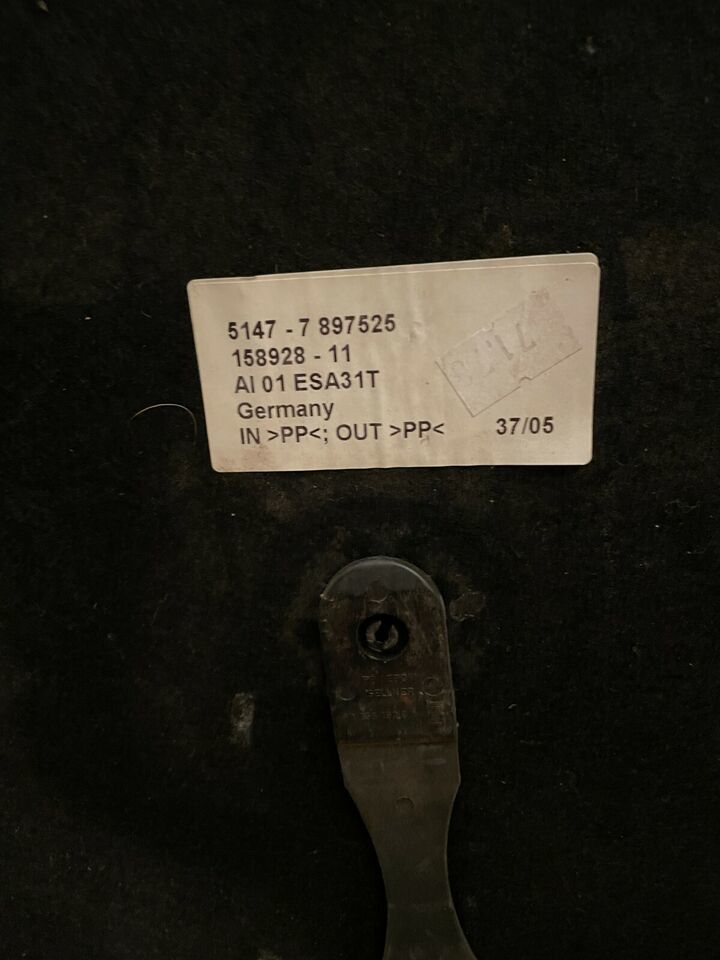 5147 - 7 897525
158928 - 11
AI 01 ESA31T
Germany
IN >PP<; OUT >PP< 37/05